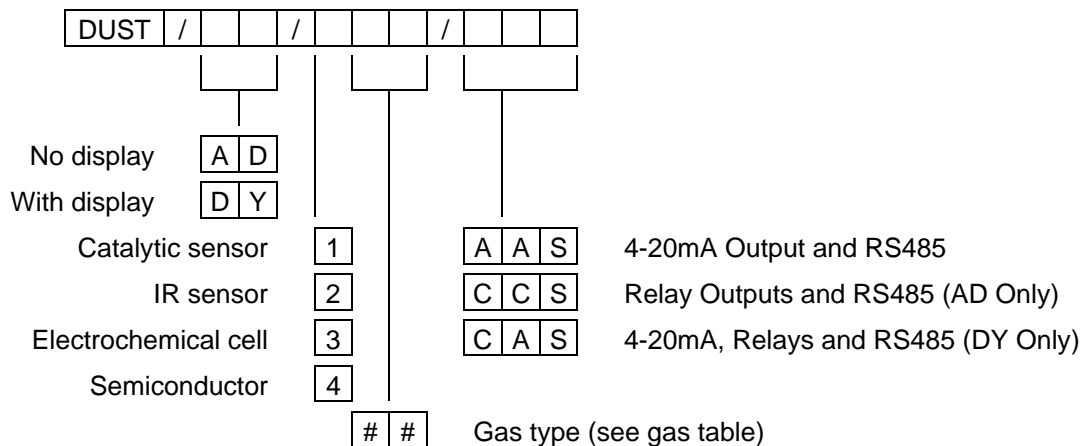 DUST / / /
No display A D
With display D Y
Catalytic sensor 1 A A S 4-20mA Output and RS485
IR sensor 2 C C S Relay Outputs and RS485 (AD Only)
Electrochemical cell 3 C A S 4-20mA, Relays and RS485 (DY Only)
Semiconductor 4
# # Gas type (see gas table)